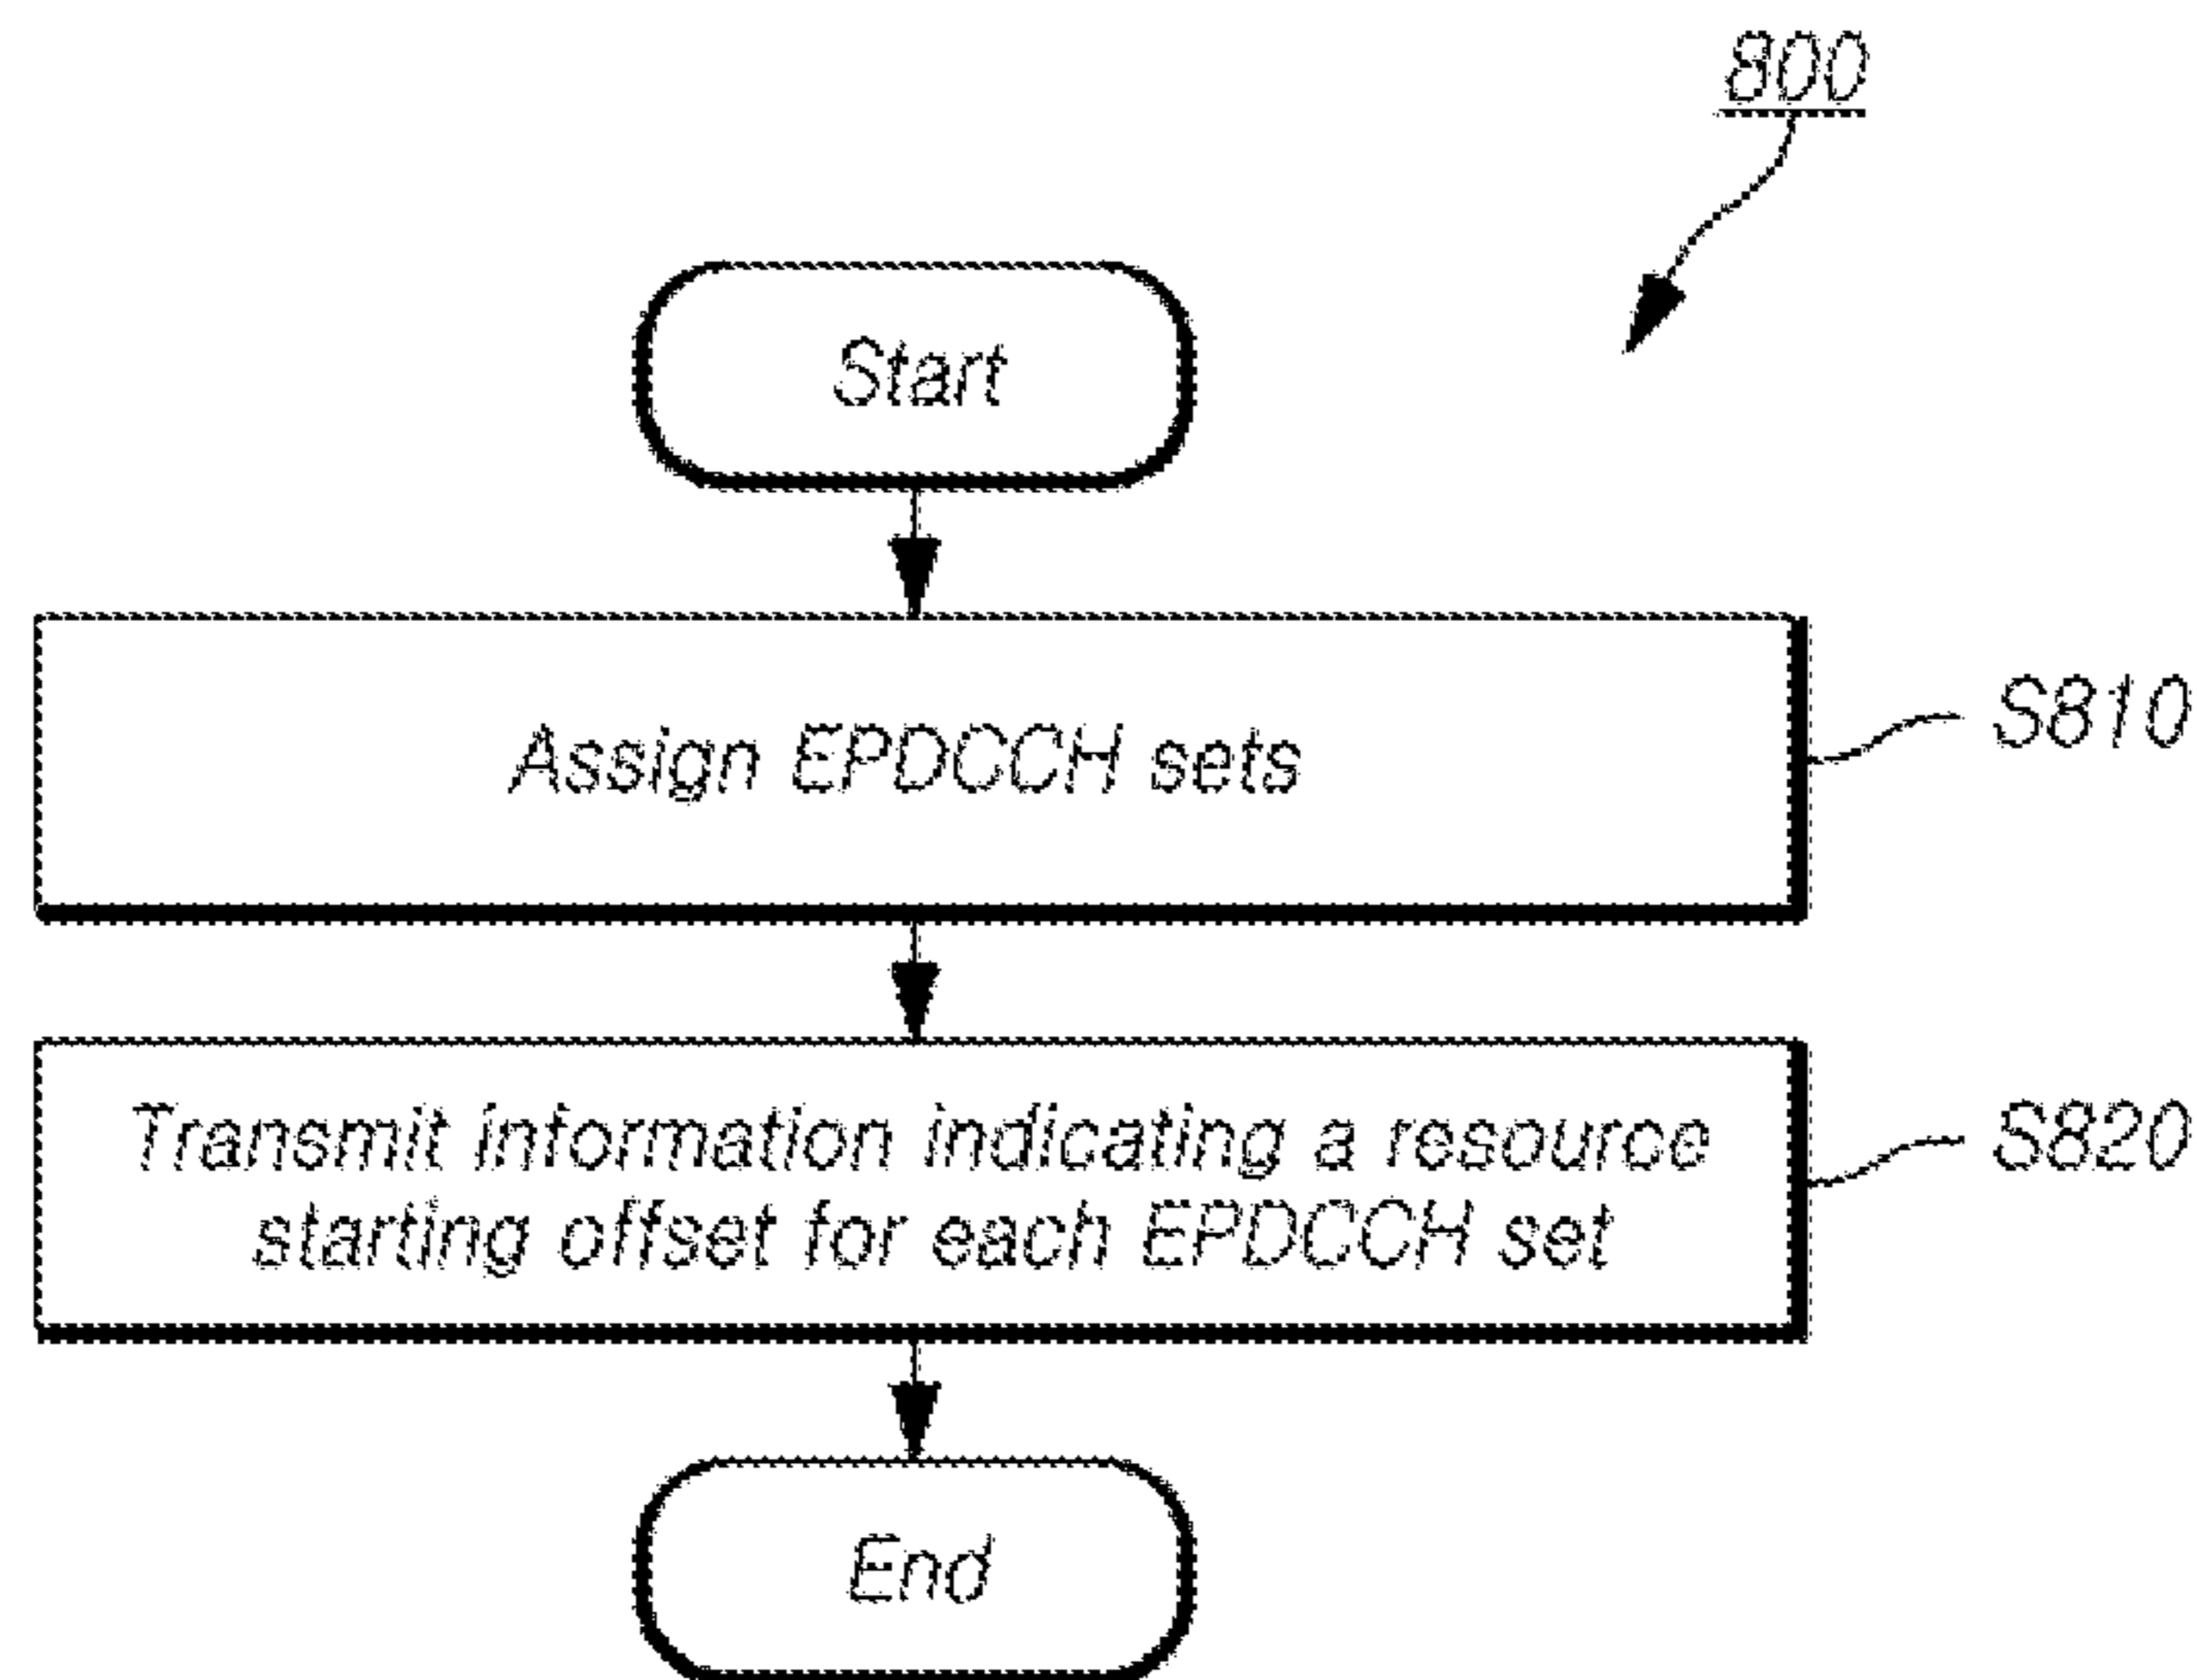 800
Start
Assign EPDCCH sets
S810
Transmit information indicating a resource
starting offset for each EPDCCH set
S820
End